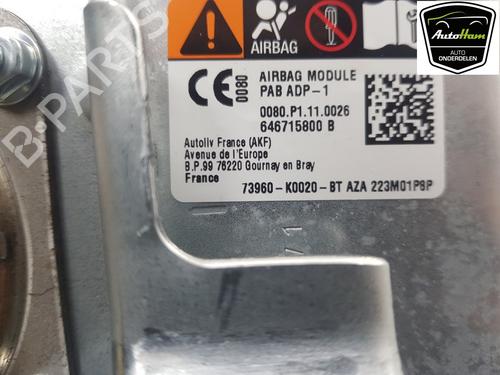 AutoHam
AUTO
ONDERDELEN
AIRBAG
CE 0080
AIRBAG MODULE
PAB ADP-1
0080.P1.11.0026
646715800 B
Autoliv France (AKF)
Avenue de l'Europe
B.P.99 76220 Gournay en Bray
France
73960-K0020-BT AZA 223M01P8P
B-PARTS